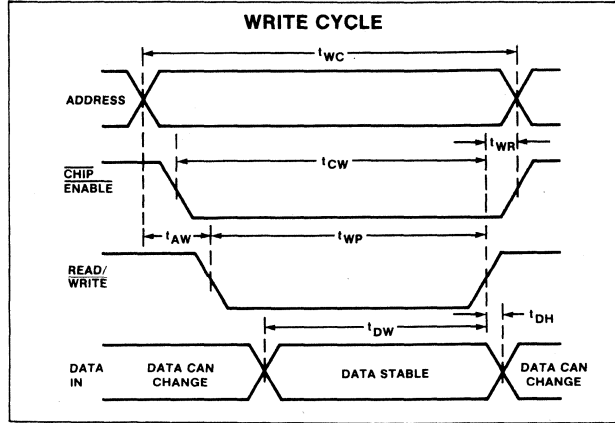 WRITE CYCLE
tWC
ADDRESS
tWR
tCW
CHIP
ENABLE
tAW
tWP
READ/
WRITE
tDH
tDW
DATA
IN
DATA CAN
CHANGE
DATA STABLE
DATA CAN
CHANGE